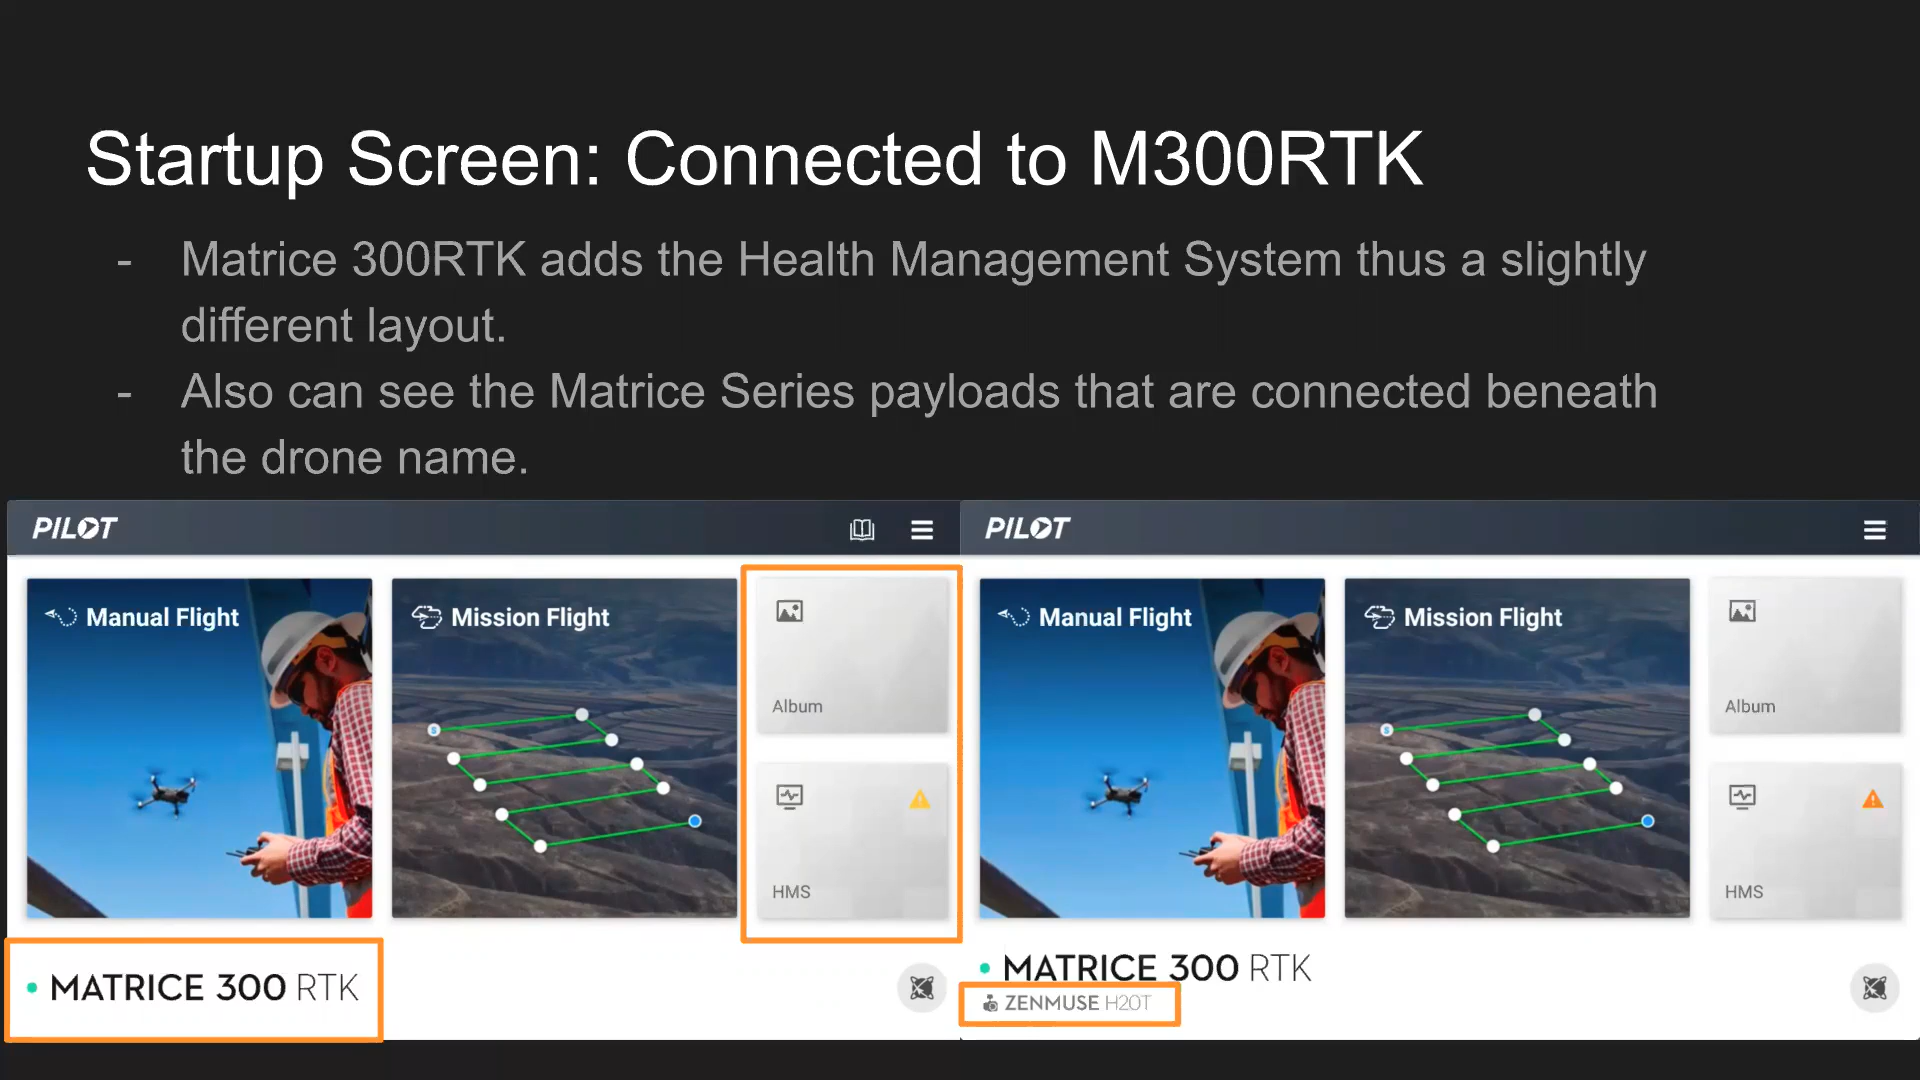 Startup Screen: Connected to M300RTK
- Matrice 300RTK adds the Health Management System thus a slightly
different layout.
- Also can see the Matrice Series payloads that are connected beneath
the drone name.
PILOT
Manual Flight
Mission Flight
Album
HMS
MATRICE 300 RTK
PILOT
Manual Flight
Mission Flight
Album
HMS
MATRICE 300 RTK
ZENMUSE H20T